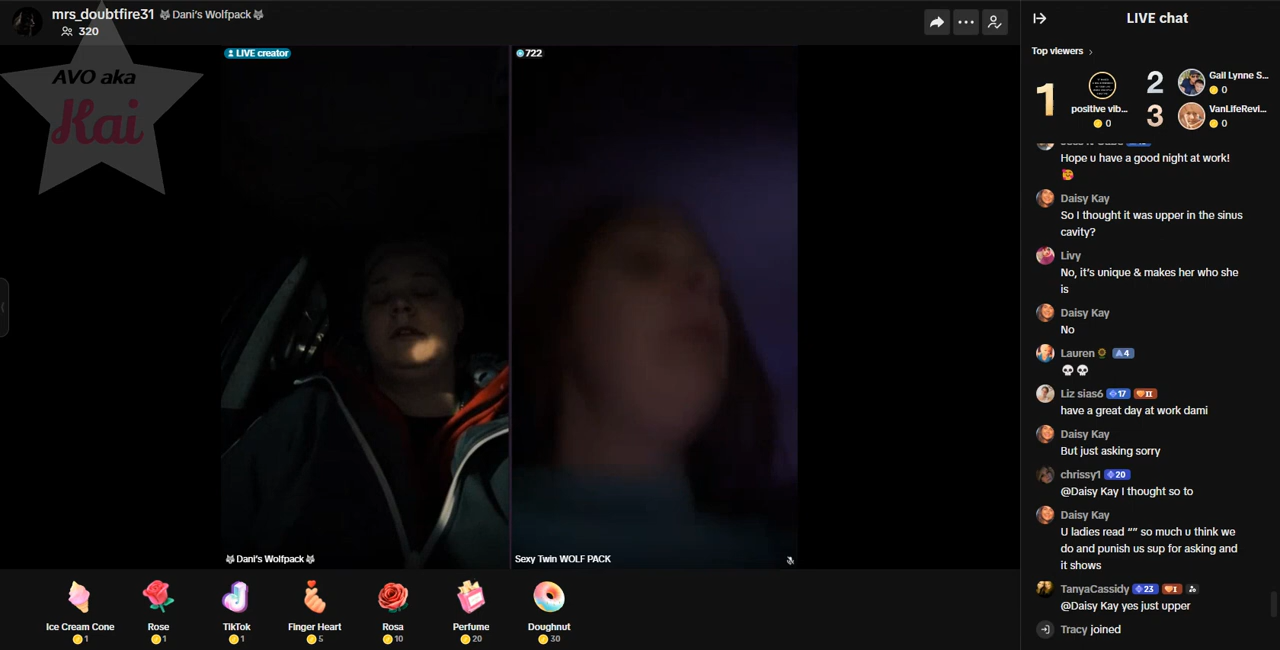 mrs_doubtfire31 🐺Dani's Wolfpack🐺
320
AVO aka
Kai
LIVE creator
722
🐺Dani's Wolfpack🐺
Sexy Twin WOLF PACK
Ice Cream Cone
1
Rose
1
TikTok
1
Finger Heart
5
Rosa
10
Perfume
20
Doughnut
30
LIVE chat
Top viewers >
1
positive vib...
0
2
Gail Lynne S...
0
3
VanLifeRevi...
0
Hope u have a good night at work!
🥰
Daisy Kay
So I thought it was upper in the sinus
cavity?
Livy
No, it's unique & makes her who she
is
Daisy Kay
No
Lauren🌻 4
💀💀
Liz sias6 17 II
have a great day at work dami
Daisy Kay
But just asking sorry
chrissy1 20
@Daisy Kay I thought so to
Daisy Kay
U ladies read "" so much u think we
do and punish us sup for asking and
it shows
TanyaCassidy 23 I
@Daisy Kay yes just upper
Tracy joined